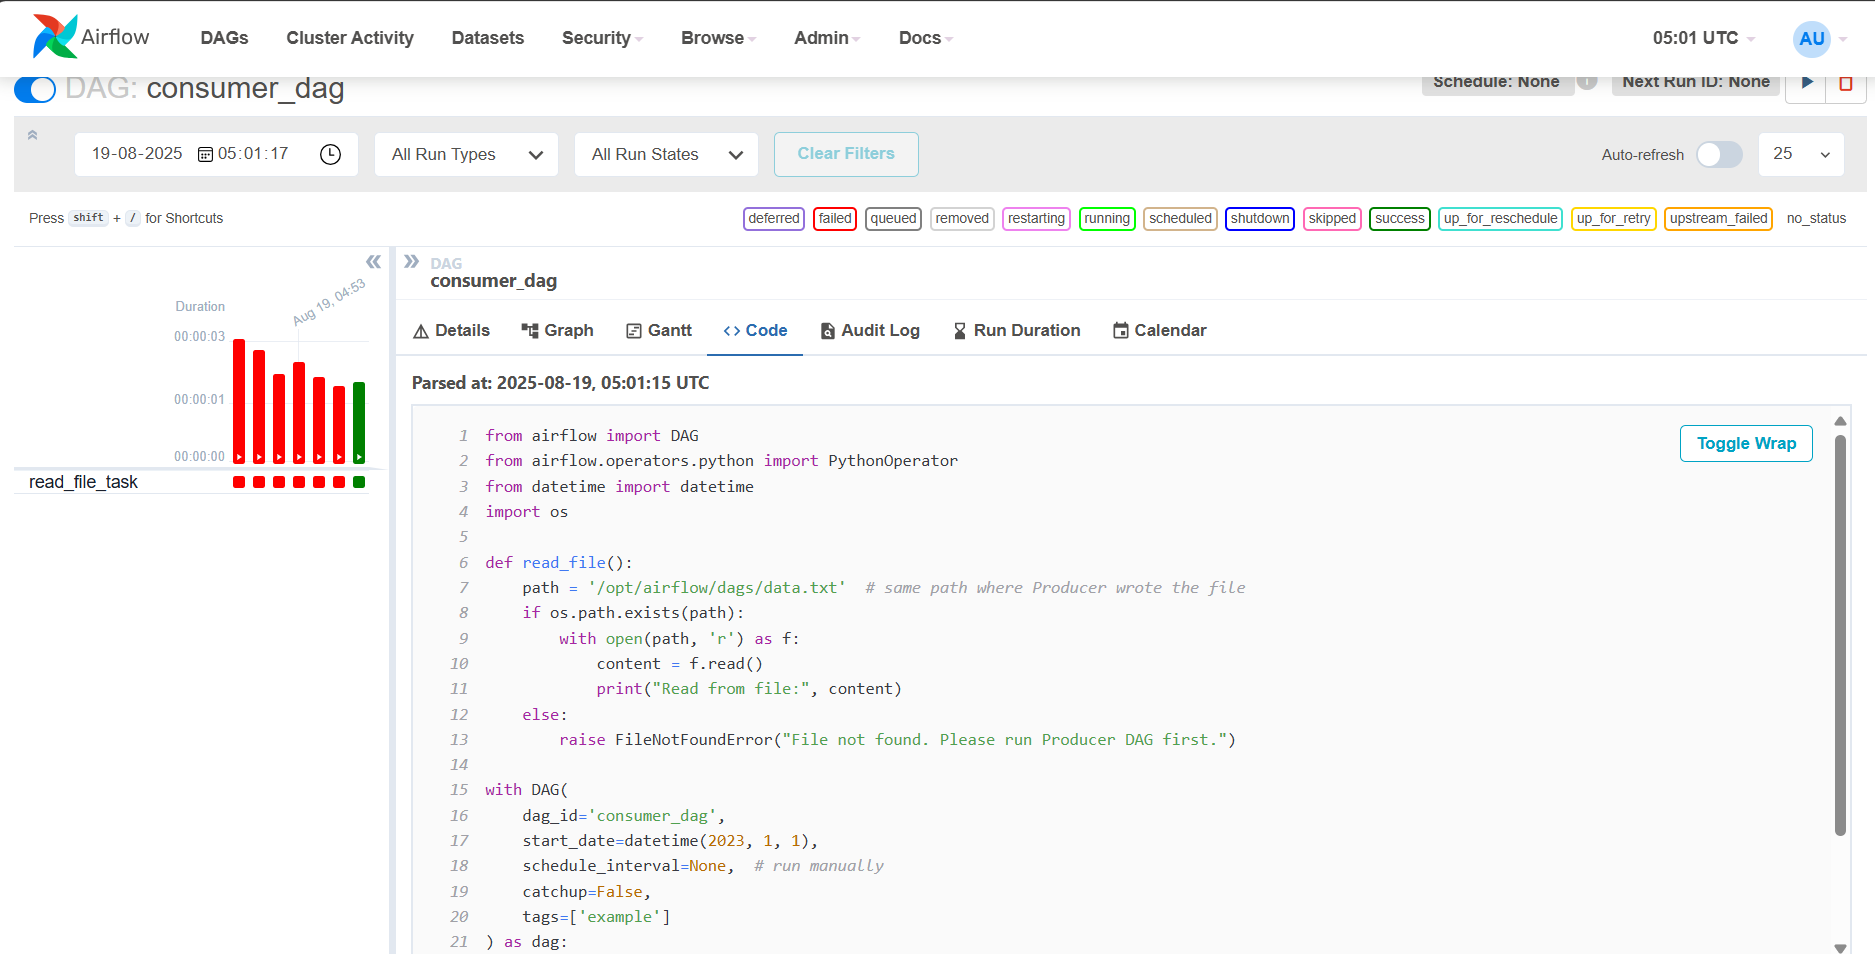 Airflow DAGs Cluster Activity Datasets Security Browse Admin Docs 05:01 UTC AU
DAG: consumer_dag Schedule: None Next Run ID: None
19-08-2025 05:01:17 All Run Types All Run States Clear Filters Auto-refresh 25
Press shift + / for Shortcuts deferred failed queued removed restarting running scheduled shutdown skipped success up_for_reschedule up_for_retry upstream_failed no_status
Duration
Aug 19, 04:53
00:00:03
00:00:01
00:00:00
read_file_task
DAG
consumer_dag
Details Graph Gantt <> Code Audit Log Run Duration Calendar
Parsed at: 2025-08-19, 05:01:15 UTC
Toggle Wrap
1 from airflow import DAG
2 from airflow.operators.python import PythonOperator
3 from datetime import datetime
4 import os
5
6 def read_file():
7     path = '/opt/airflow/dags/data.txt'  # same path where Producer wrote the file
8     if os.path.exists(path):
9         with open(path, 'r') as f:
10             content = f.read()
11             print("Read from file:", content)
12     else:
13         raise FileNotFoundError("File not found. Please run Producer DAG first.")
14
15 with DAG(
16     dag_id='consumer_dag',
17     start_date=datetime(2023, 1, 1),
18     schedule_interval=None,  # run manually
19     catchup=False,
20     tags=['example']
21 ) as dag: